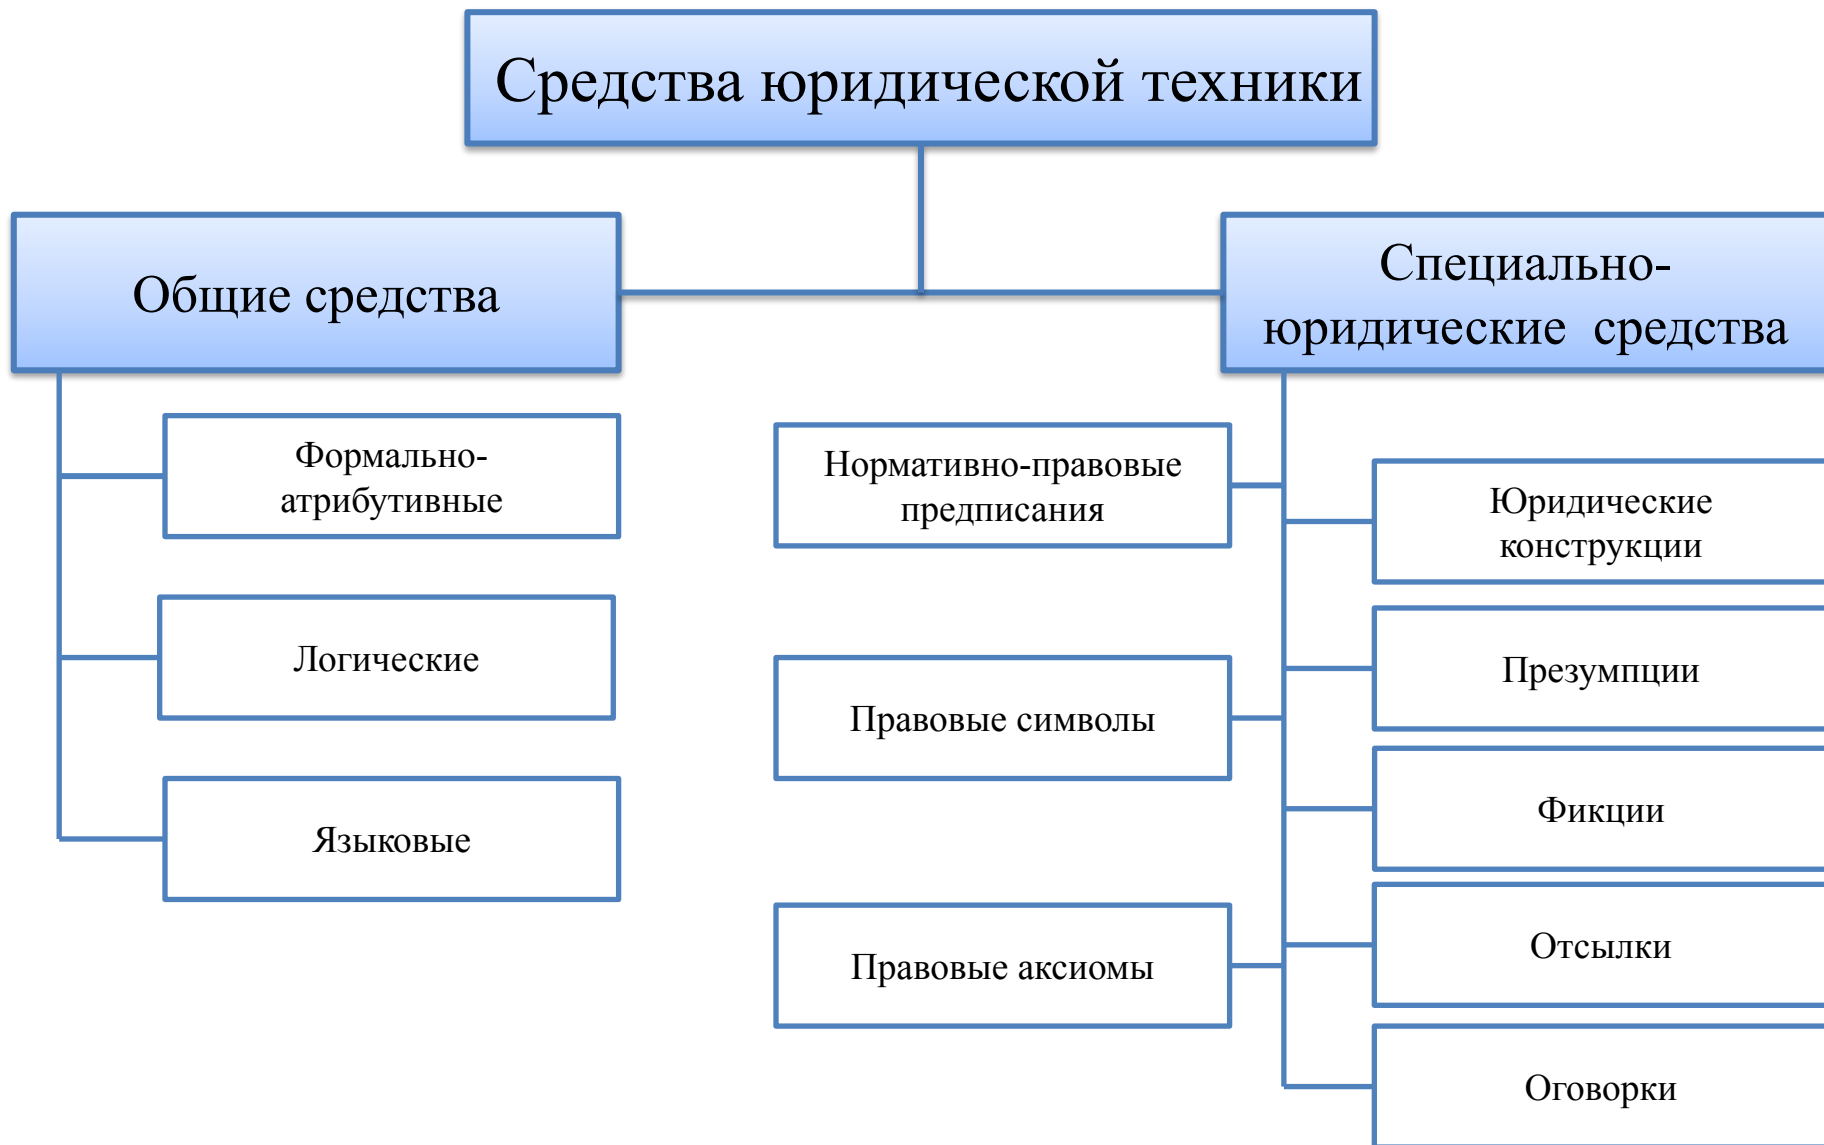 Средства юридической техники
Общие средства
Специально-
юридические средства
Формально-
атрибутивные
Логические
Языковые
Нормативно-правовые
предписания
Правовые символы
Правовые аксиомы
Юридические
конструкции
Презумпции
Фикции
Отсылки
Оговорки